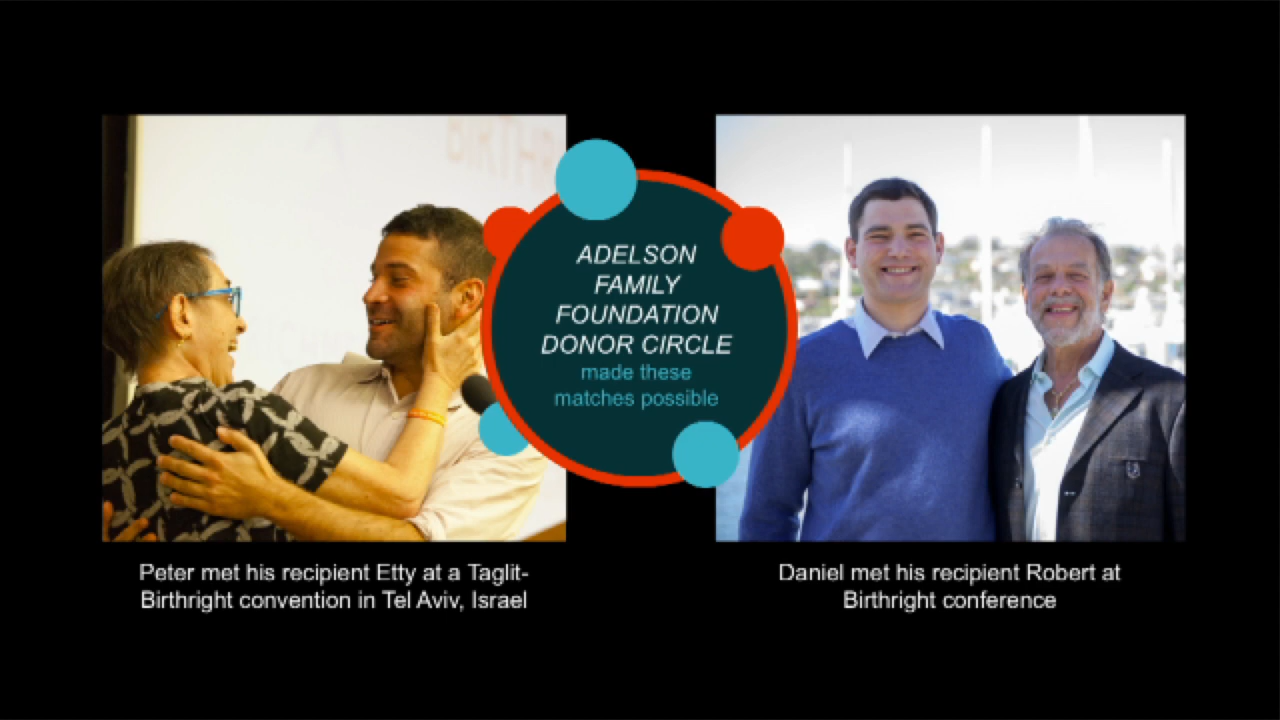 BIRTHR
ADELSON
FAMILY
FOUNDATION
DONOR CIRCLE
made these
matches possible
Peter met his recipient Etty at a Taglit-
Birthright convention in Tel Aviv, Israel
Daniel met his recipient Robert at
Birthright conference